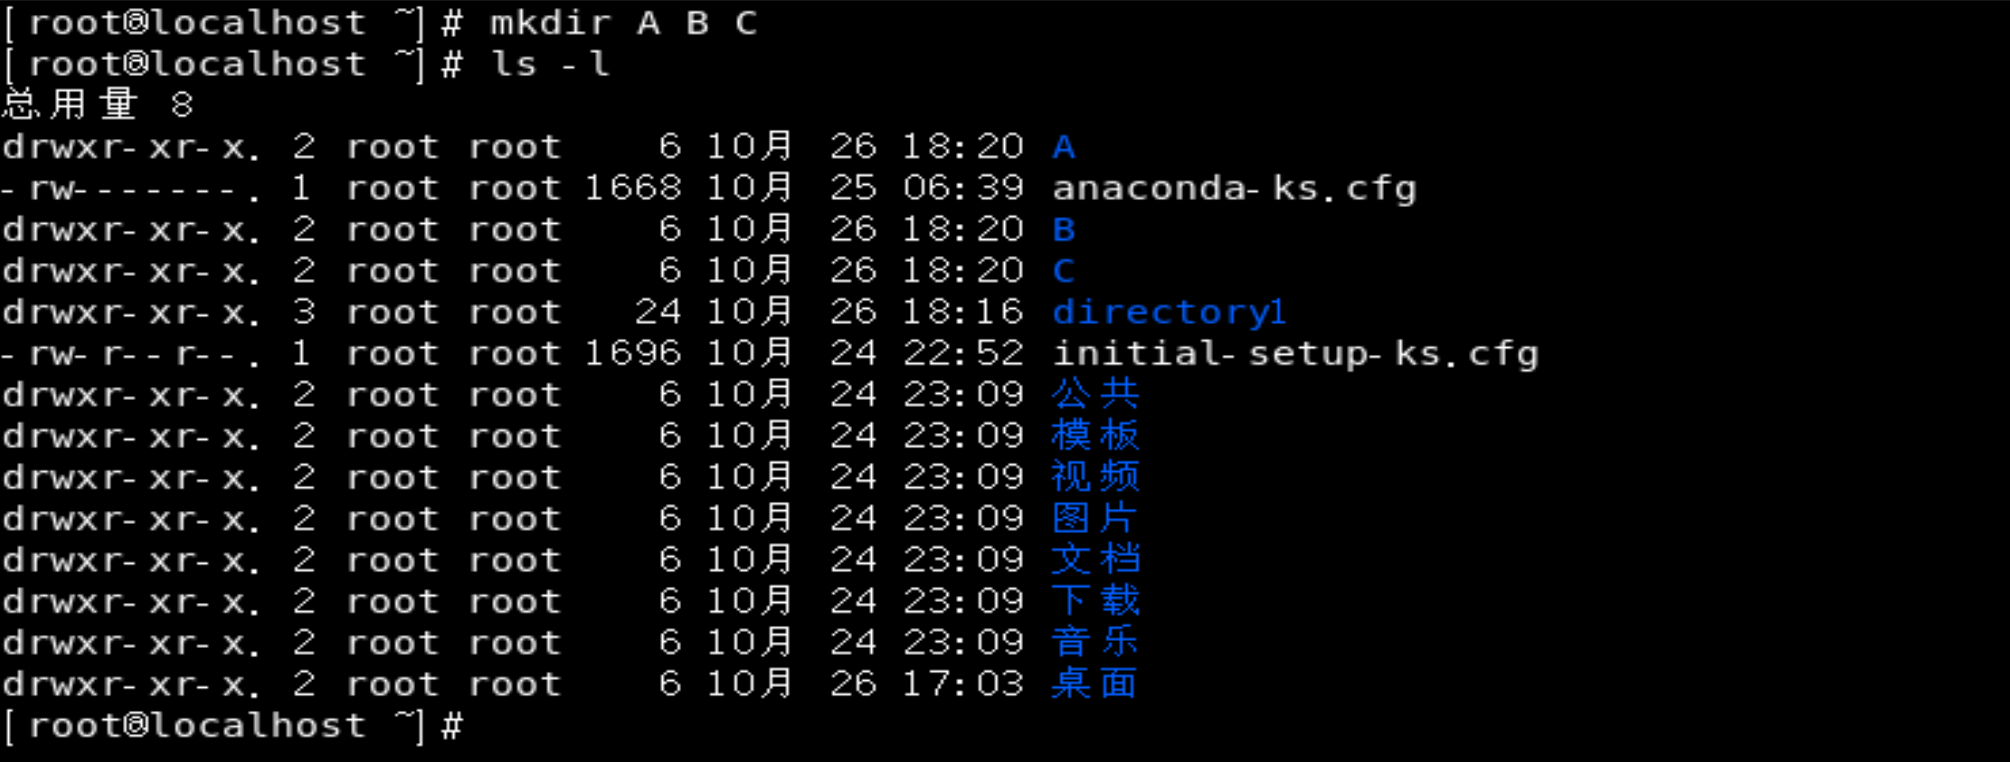 [root@localhost ~]# mkdir A B C
[root@localhost ~]# ls -l
总用量 8
drwxr-xr-x. 2 root root    6 10月  26 18:20 A
-rw-------. 1 root root 1668 10月  25 06:39 anaconda-ks.cfg
drwxr-xr-x. 2 root root    6 10月  26 18:20 B
drwxr-xr-x. 2 root root    6 10月  26 18:20 C
drwxr-xr-x. 3 root root   24 10月  26 18:16 directory1
-rw-r--r--. 1 root root 1696 10月  24 22:52 initial-setup-ks.cfg
drwxr-xr-x. 2 root root    6 10月  24 23:09 公共
drwxr-xr-x. 2 root root    6 10月  24 23:09 模板
drwxr-xr-x. 2 root root    6 10月  24 23:09 视频
drwxr-xr-x. 2 root root    6 10月  24 23:09 图片
drwxr-xr-x. 2 root root    6 10月  24 23:09 文档
drwxr-xr-x. 2 root root    6 10月  24 23:09 下载
drwxr-xr-x. 2 root root    6 10月  24 23:09 音乐
drwxr-xr-x. 2 root root    6 10月  26 17:03 桌面
[root@localhost ~]#